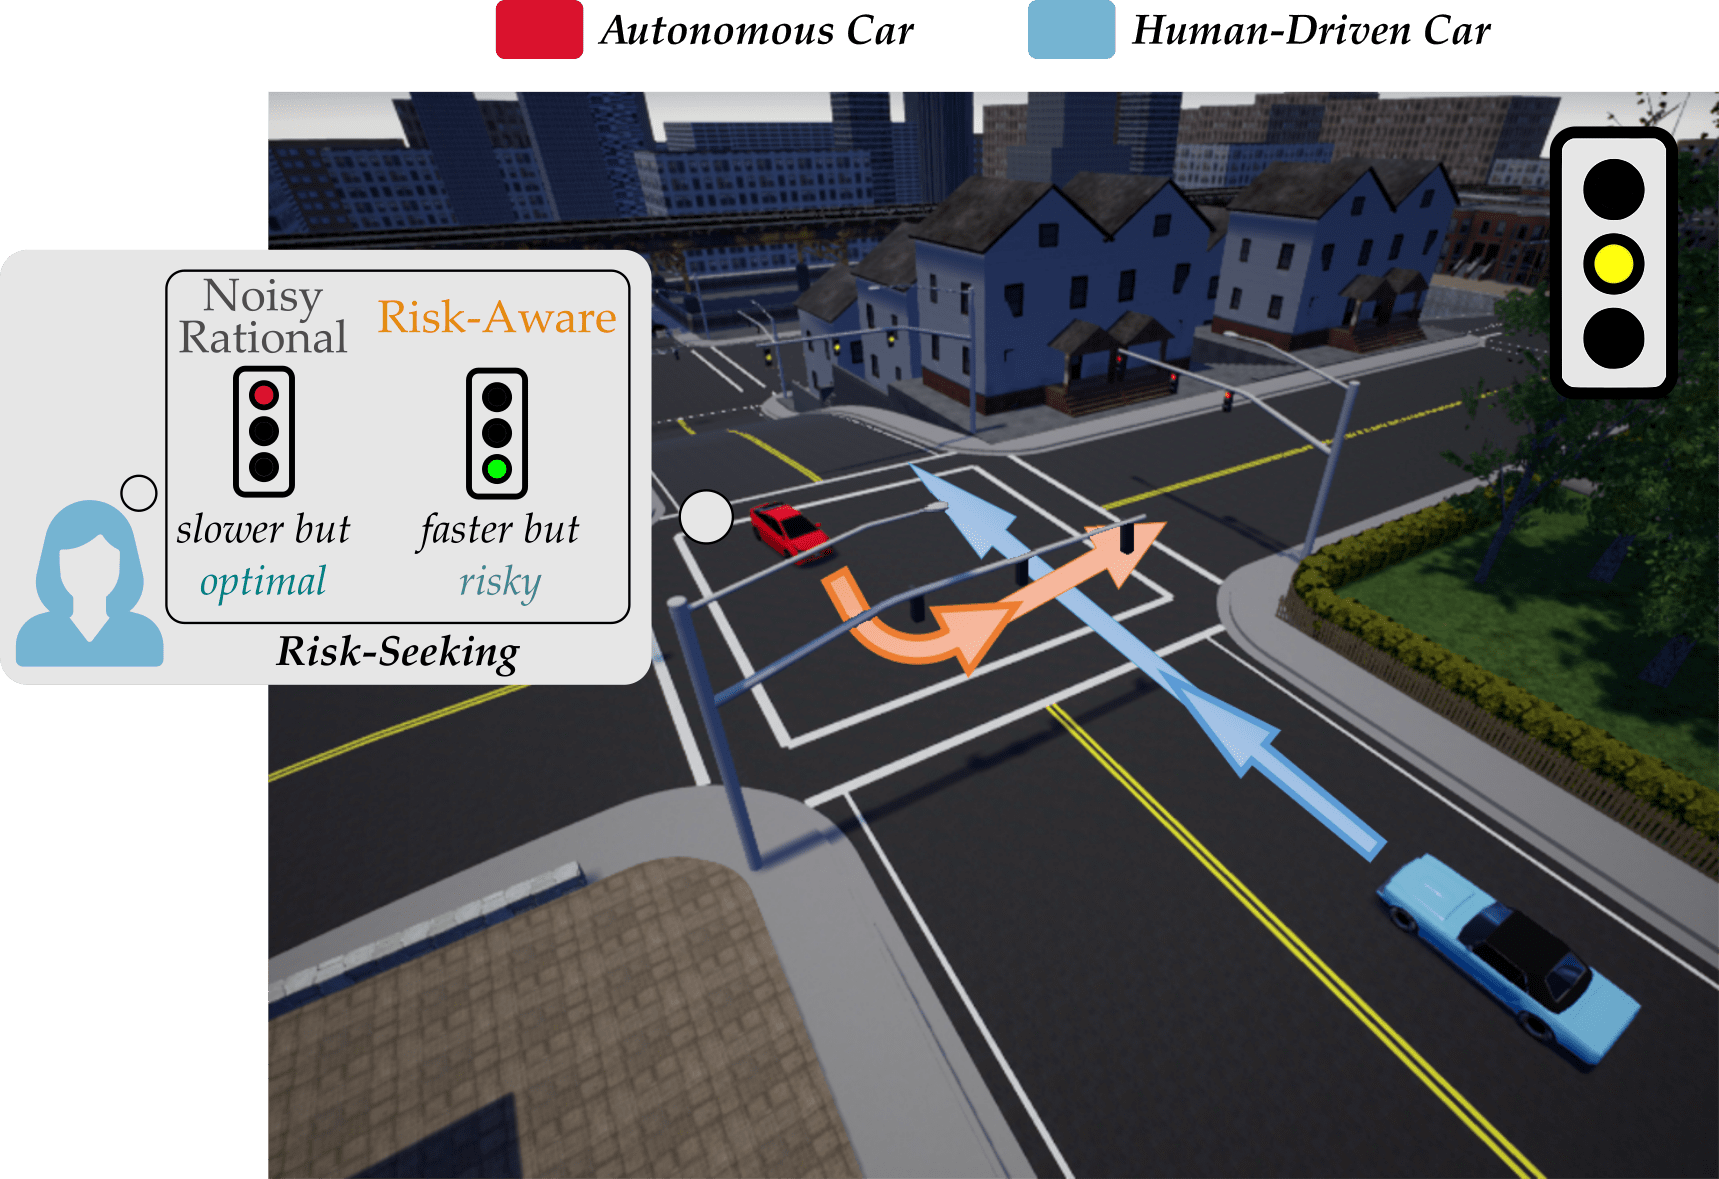 Autonomous Car
Human-Driven Car
Noisy
Rational
Risk-Aware
slower but
optimal
faster but
risky
Risk-Seeking